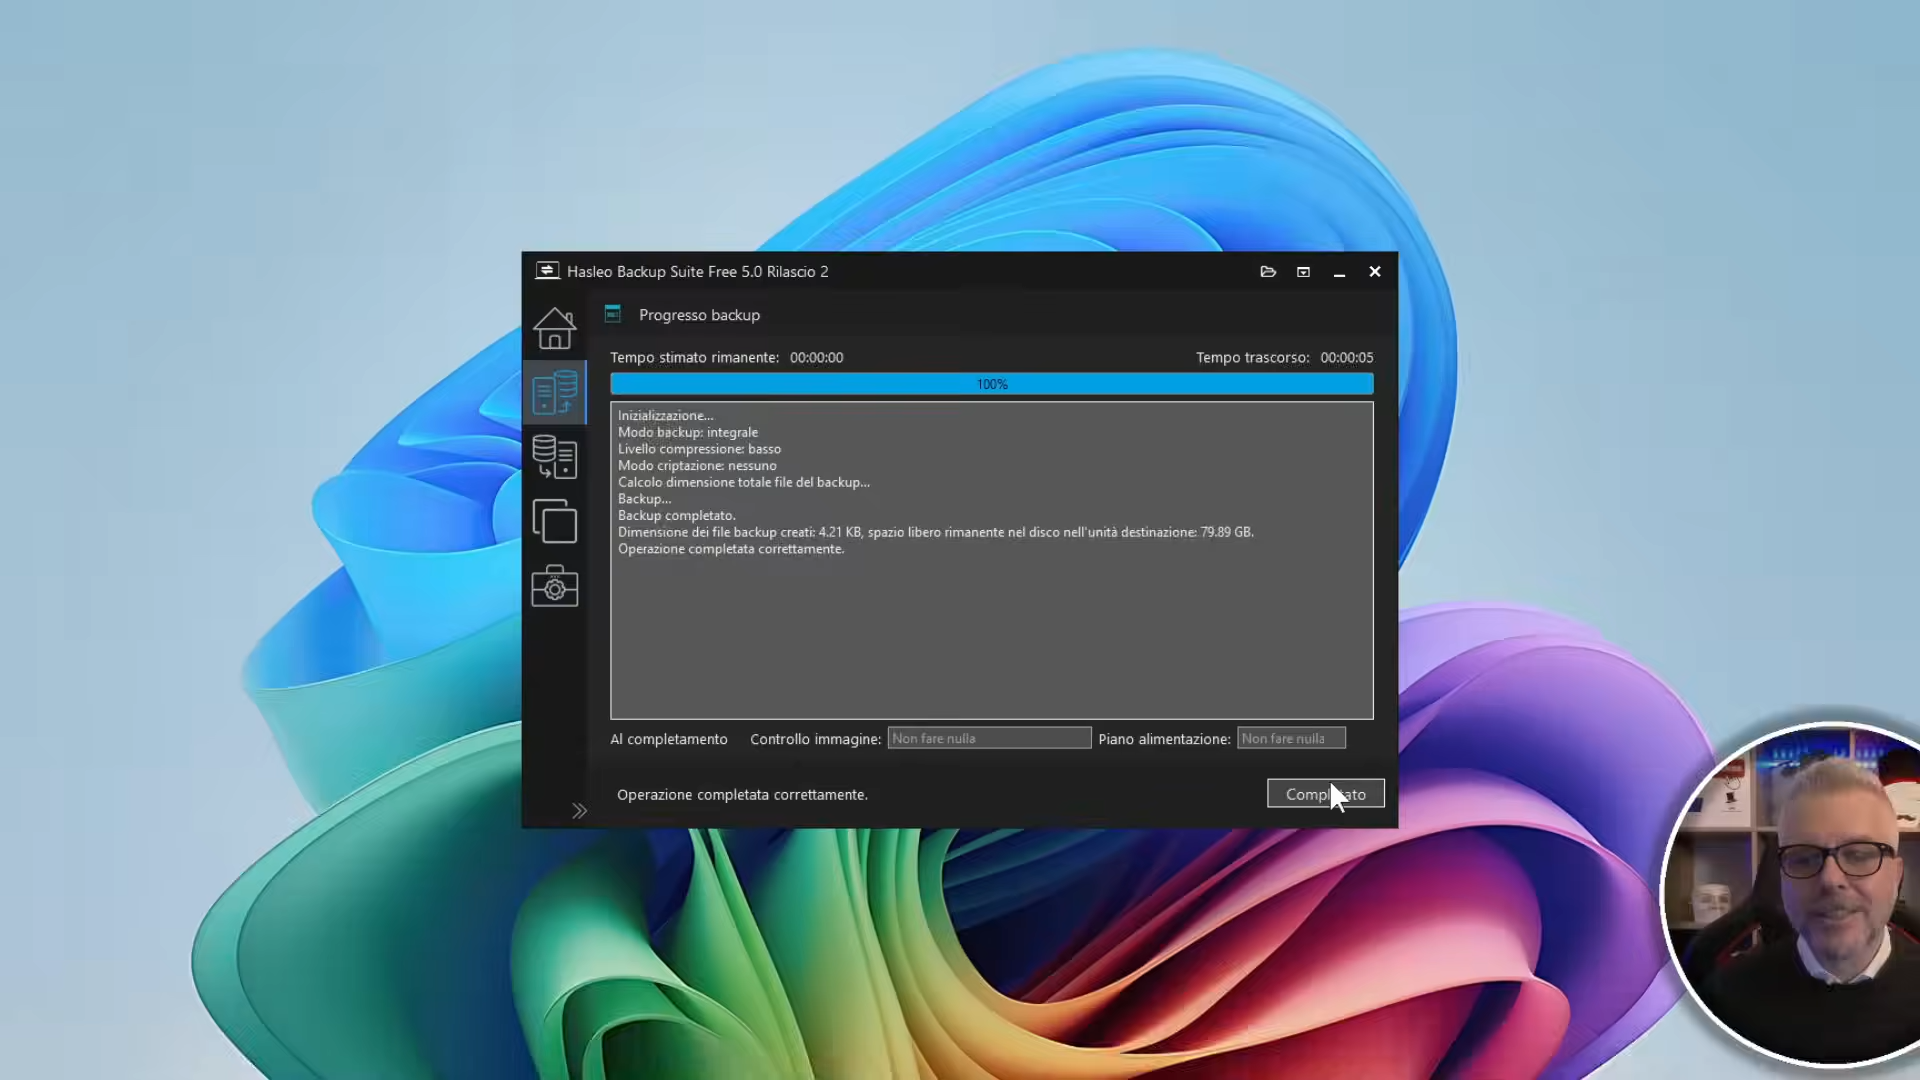 Hasleo Backup Suite Free 5.0 Rilascio 2
Progresso backup
Tempo stimato rimanente: 00:00:00
Tempo trascorso: 00:00:05
100%
Inizializzazione...
Modo backup: integrale
Livello compressione: basso
Modo criptazione: nessuno
Calcolo dimensione totale file del backup...
Backup...
Backup completato.
Dimensione dei file backup creati: 4.21 KB, spazio libero rimanente nel disco nell'unità destinazione: 79.89 GB.
Operazione completata correttamente.
Al completamento Controllo immagine: Non fare nulla Piano alimentazione: Non fare nulla
Operazione completata correttamente.
Completato